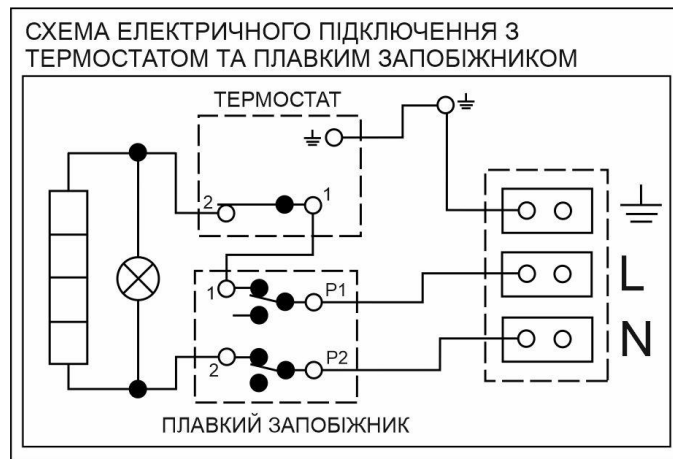 СХЕМА ЕЛЕКТРИЧНОГО ПІДКЛЮЧЕННЯ З
ТЕРМОСТАТОМ ТА ПЛАВКИМ ЗАПОБІЖНИКОМ
ТЕРМОСТАТ
2
1
1
P1
L
2
P2
N
ПЛАВКИЙ ЗАПОБІЖНИК